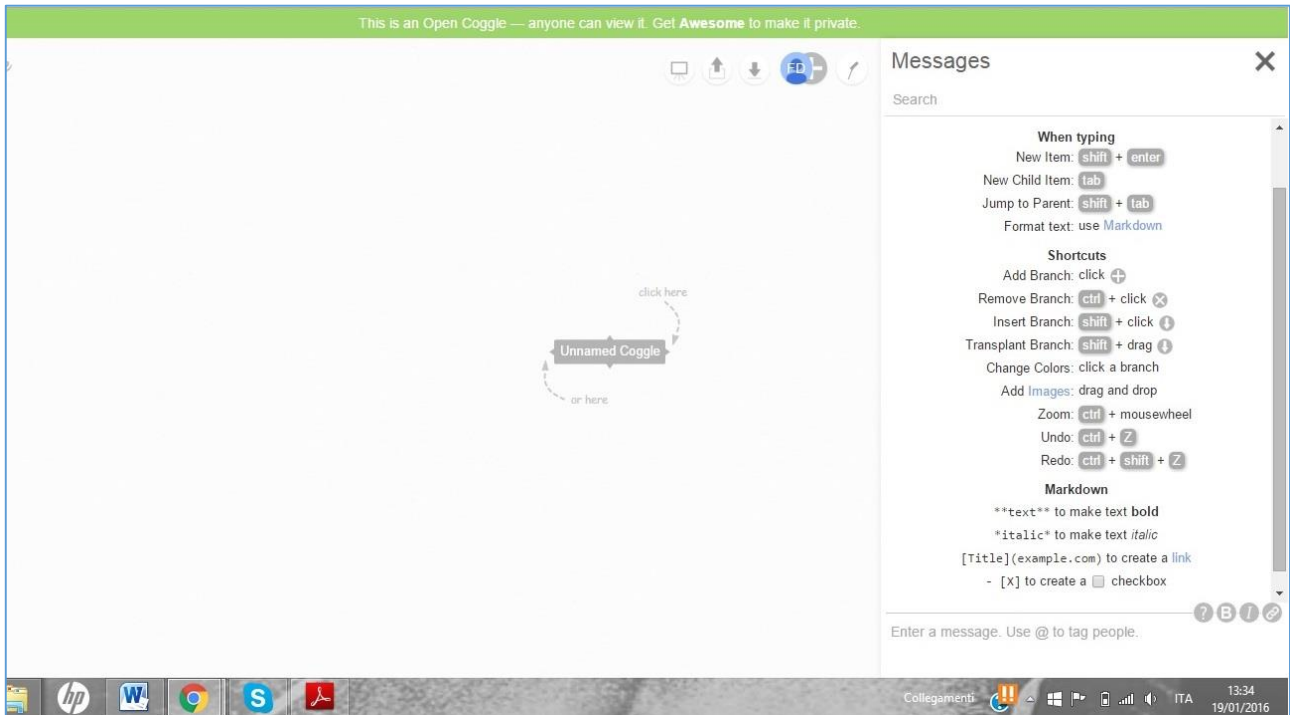 This is an Open Coggle — anyone can view it. Get Awesome to make it private.
ED
Messages
Search
When typing
New Item: shift + enter
New Child Item: tab
Jump to Parent: shift + tab
Format text: use Markdown
Shortcuts
Add Branch: click
Remove Branch: ctrl + click
Insert Branch: shift + click
Transplant Branch: shift + drag
Change Colors: click a branch
Add Images: drag and drop
Zoom: ctrl + mousewheel
Undo: ctrl + Z
Redo: ctrl + shift + Z
Markdown
**text** to make text bold
*italic* to make text italic
[Title](example.com) to create a link
- [X] to create a checkbox
? B I
Enter a message. Use @ to tag people.
click here
Unnamed Coggle
or here
hp
W
S
Collegamenti
ITA
13:34
19/01/2016